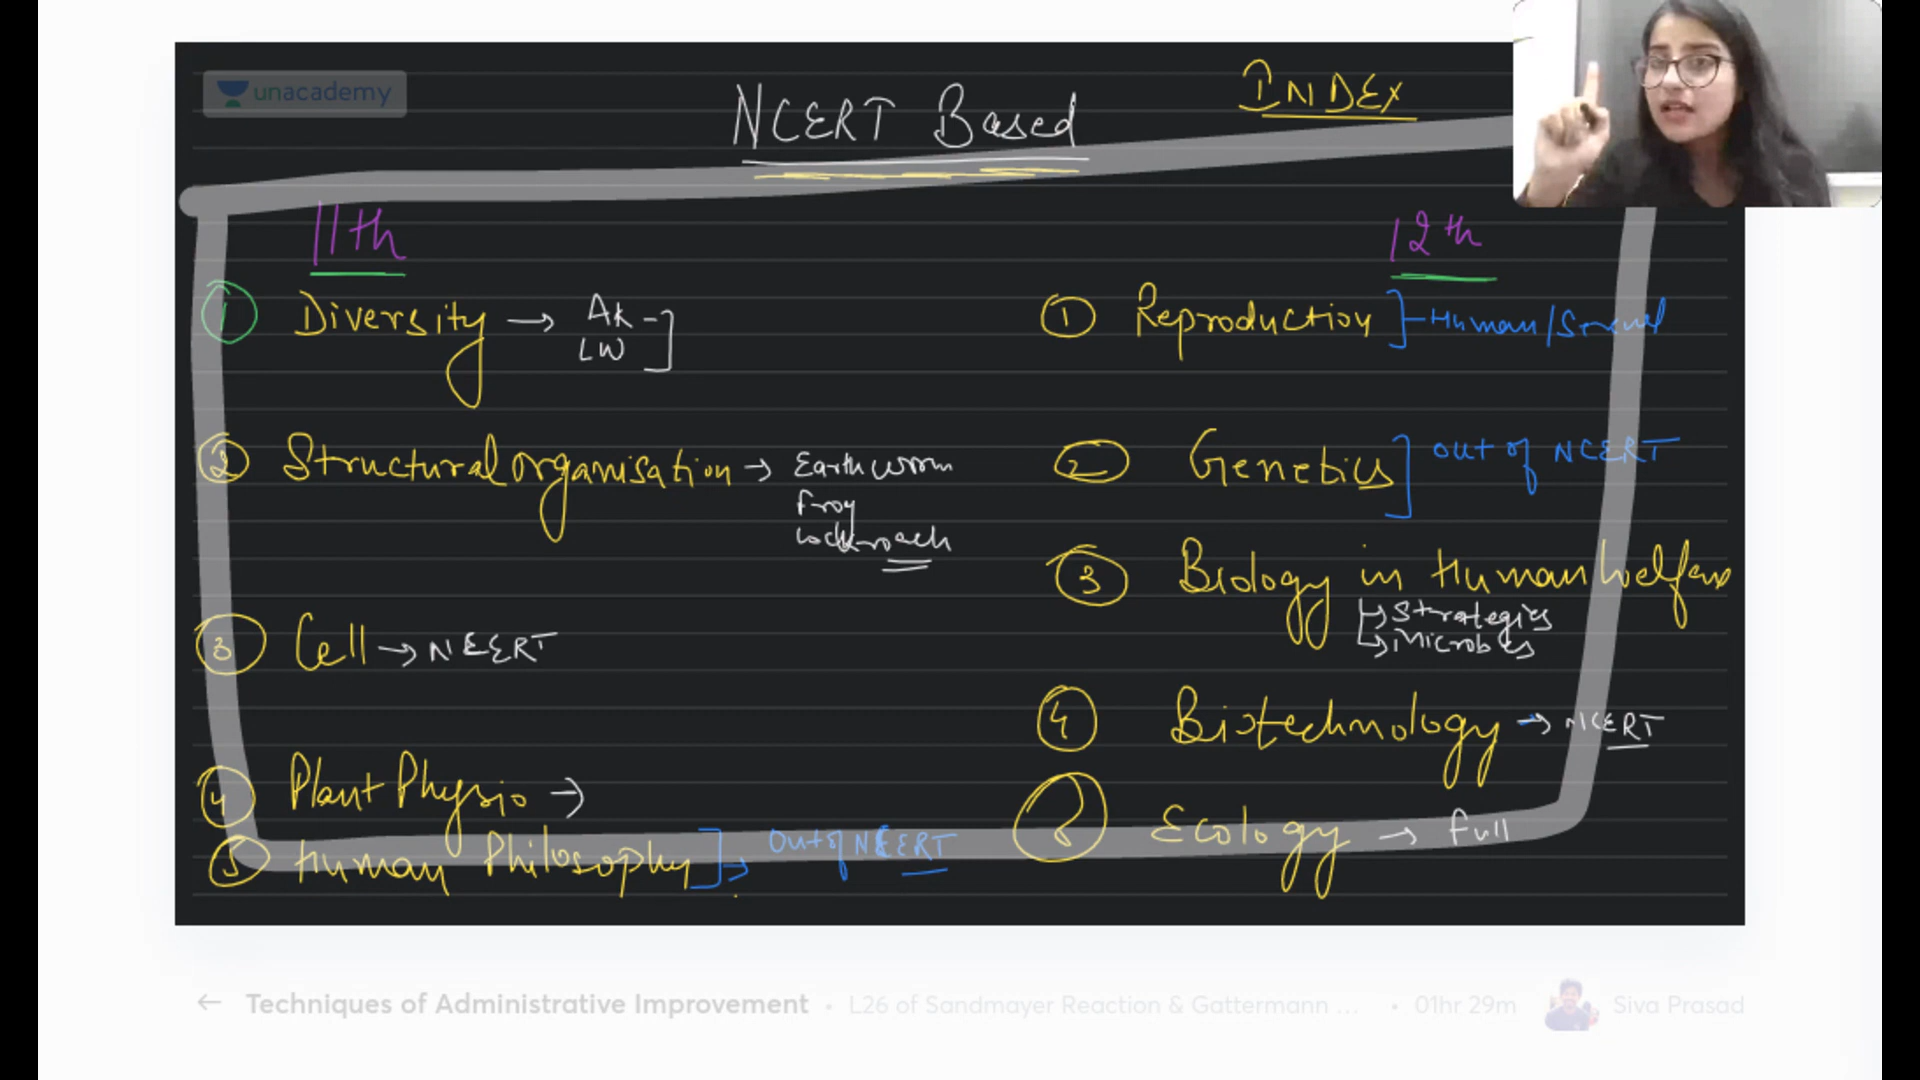 unacademy
NCERT Based
INDEX
11th
12th
1 Diversity → AK
LW
1 Reproduction Human/Sexual
2 Structural organisation → Earthworm
frog
cockroach
2 Genetics out of NCERT
3 Biology in Human Welfare
→ Strategies
→ Microbes
3 Cell → NCERT
4 Biotechnology → NCERT
4 Plant Physio →
5 Human Philosophy → Out of NCERT
Ecology → full
← Techniques of Administrative Improvement • L26 of Sandmayer Reaction & Gattermann ... • 01hr 29m Siva Prasad